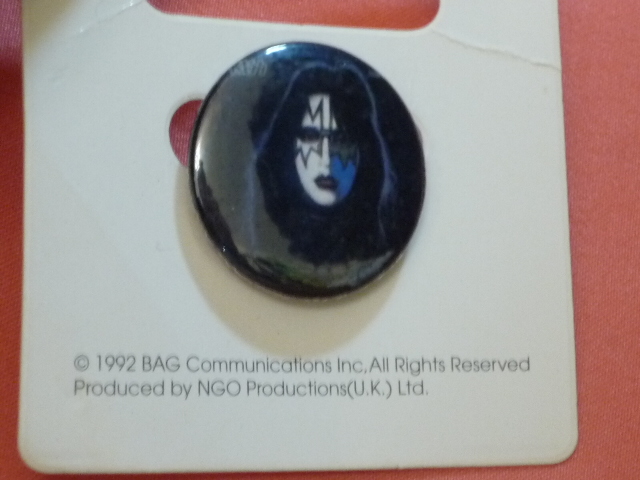 © 1992 BAG Communications Inc,All Rights Reserved
Produced by NGO Productions(U.K.) Ltd.